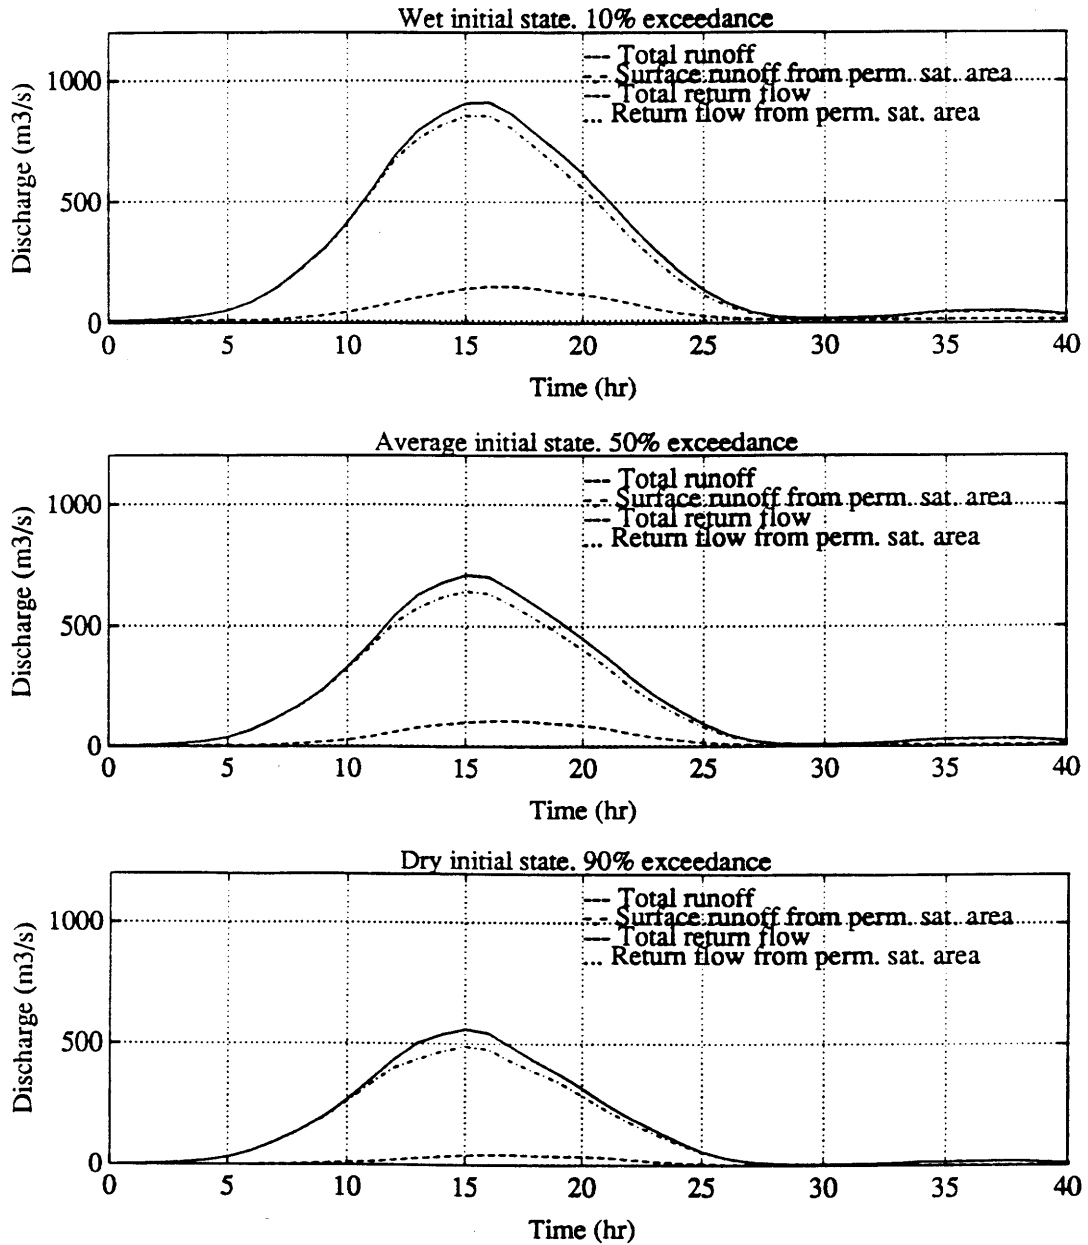 Wet initial state. 10% exceedance
Total runoff
Surface runoff from perm. sat. area
Total return flow
... Return flow from perm. sat. area
1000
500
0
Discharge (m3/s)
0 5 10 15 20 25 30 35 40
Time (hr)
Average initial state. 50% exceedance
Total runoff
Surface runoff from perm. sat. area
Total return flow
... Return flow from perm. sat. area
1000
500
0
Discharge (m3/s)
0 5 10 15 20 25 30 35 40
Time (hr)
Dry initial state. 90% exceedance
Total runoff
Surface runoff from perm. sat. area
Total return flow
... Return flow from perm. sat. area
1000
500
0
Discharge (m3/s)
0 5 10 15 20 25 30 35 40
Time (hr)